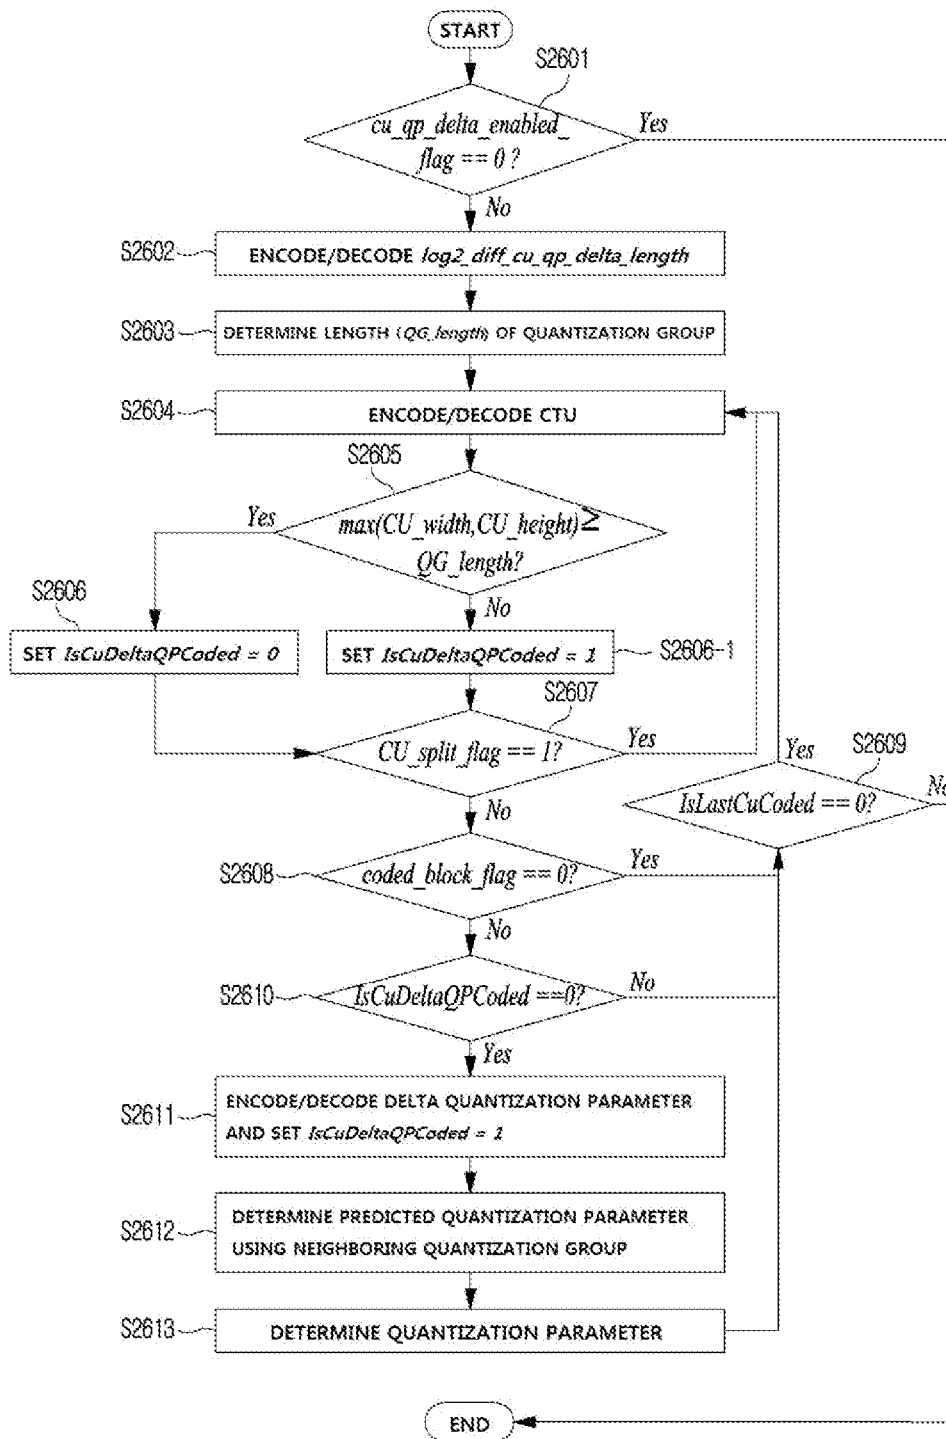 START
S2601
cu_qp_delta_enabled_
flag == 0 ?
Yes
No
S2602
ENCODE/DECODE log2_diff_cu_qp_delta_length
S2603
DETERMINE LENGTH (QG_length) OF QUANTIZATION GROUP
S2604
ENCODE/DECODE CTU
S2605
Yes
max(CU_width,CU_height)≥
QG_length?
No
S2606
SET IsCuDeltaQPCoded = 0
SET IsCuDeltaQPCoded = 1
S2606-1
S2607
CU_split_flag == 1?
Yes
No
S2609
Yes
IsLastCuCoded == 0?
No
S2608
coded_block_flag == 0?
Yes
No
S2610
IsCuDeltaQPCoded ==0?
No
Yes
S2611
ENCODE/DECODE DELTA QUANTIZATION PARAMETER
AND SET IsCuDeltaQPCoded = 1
S2612
DETERMINE PREDICTED QUANTIZATION PARAMETER
USING NEIGHBORING QUANTIZATION GROUP
S2613
DETERMINE QUANTIZATION PARAMETER
END